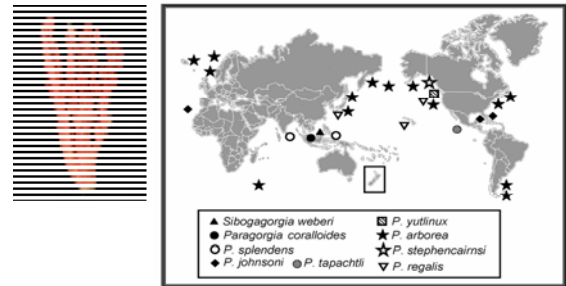 Sibogagorgia weberi
P. yutlinux
Paragorgia coralloides
P. arborea
P. splendens
P. stephencairnsi
P. johnsoni
P. tapachtli
P. regalis